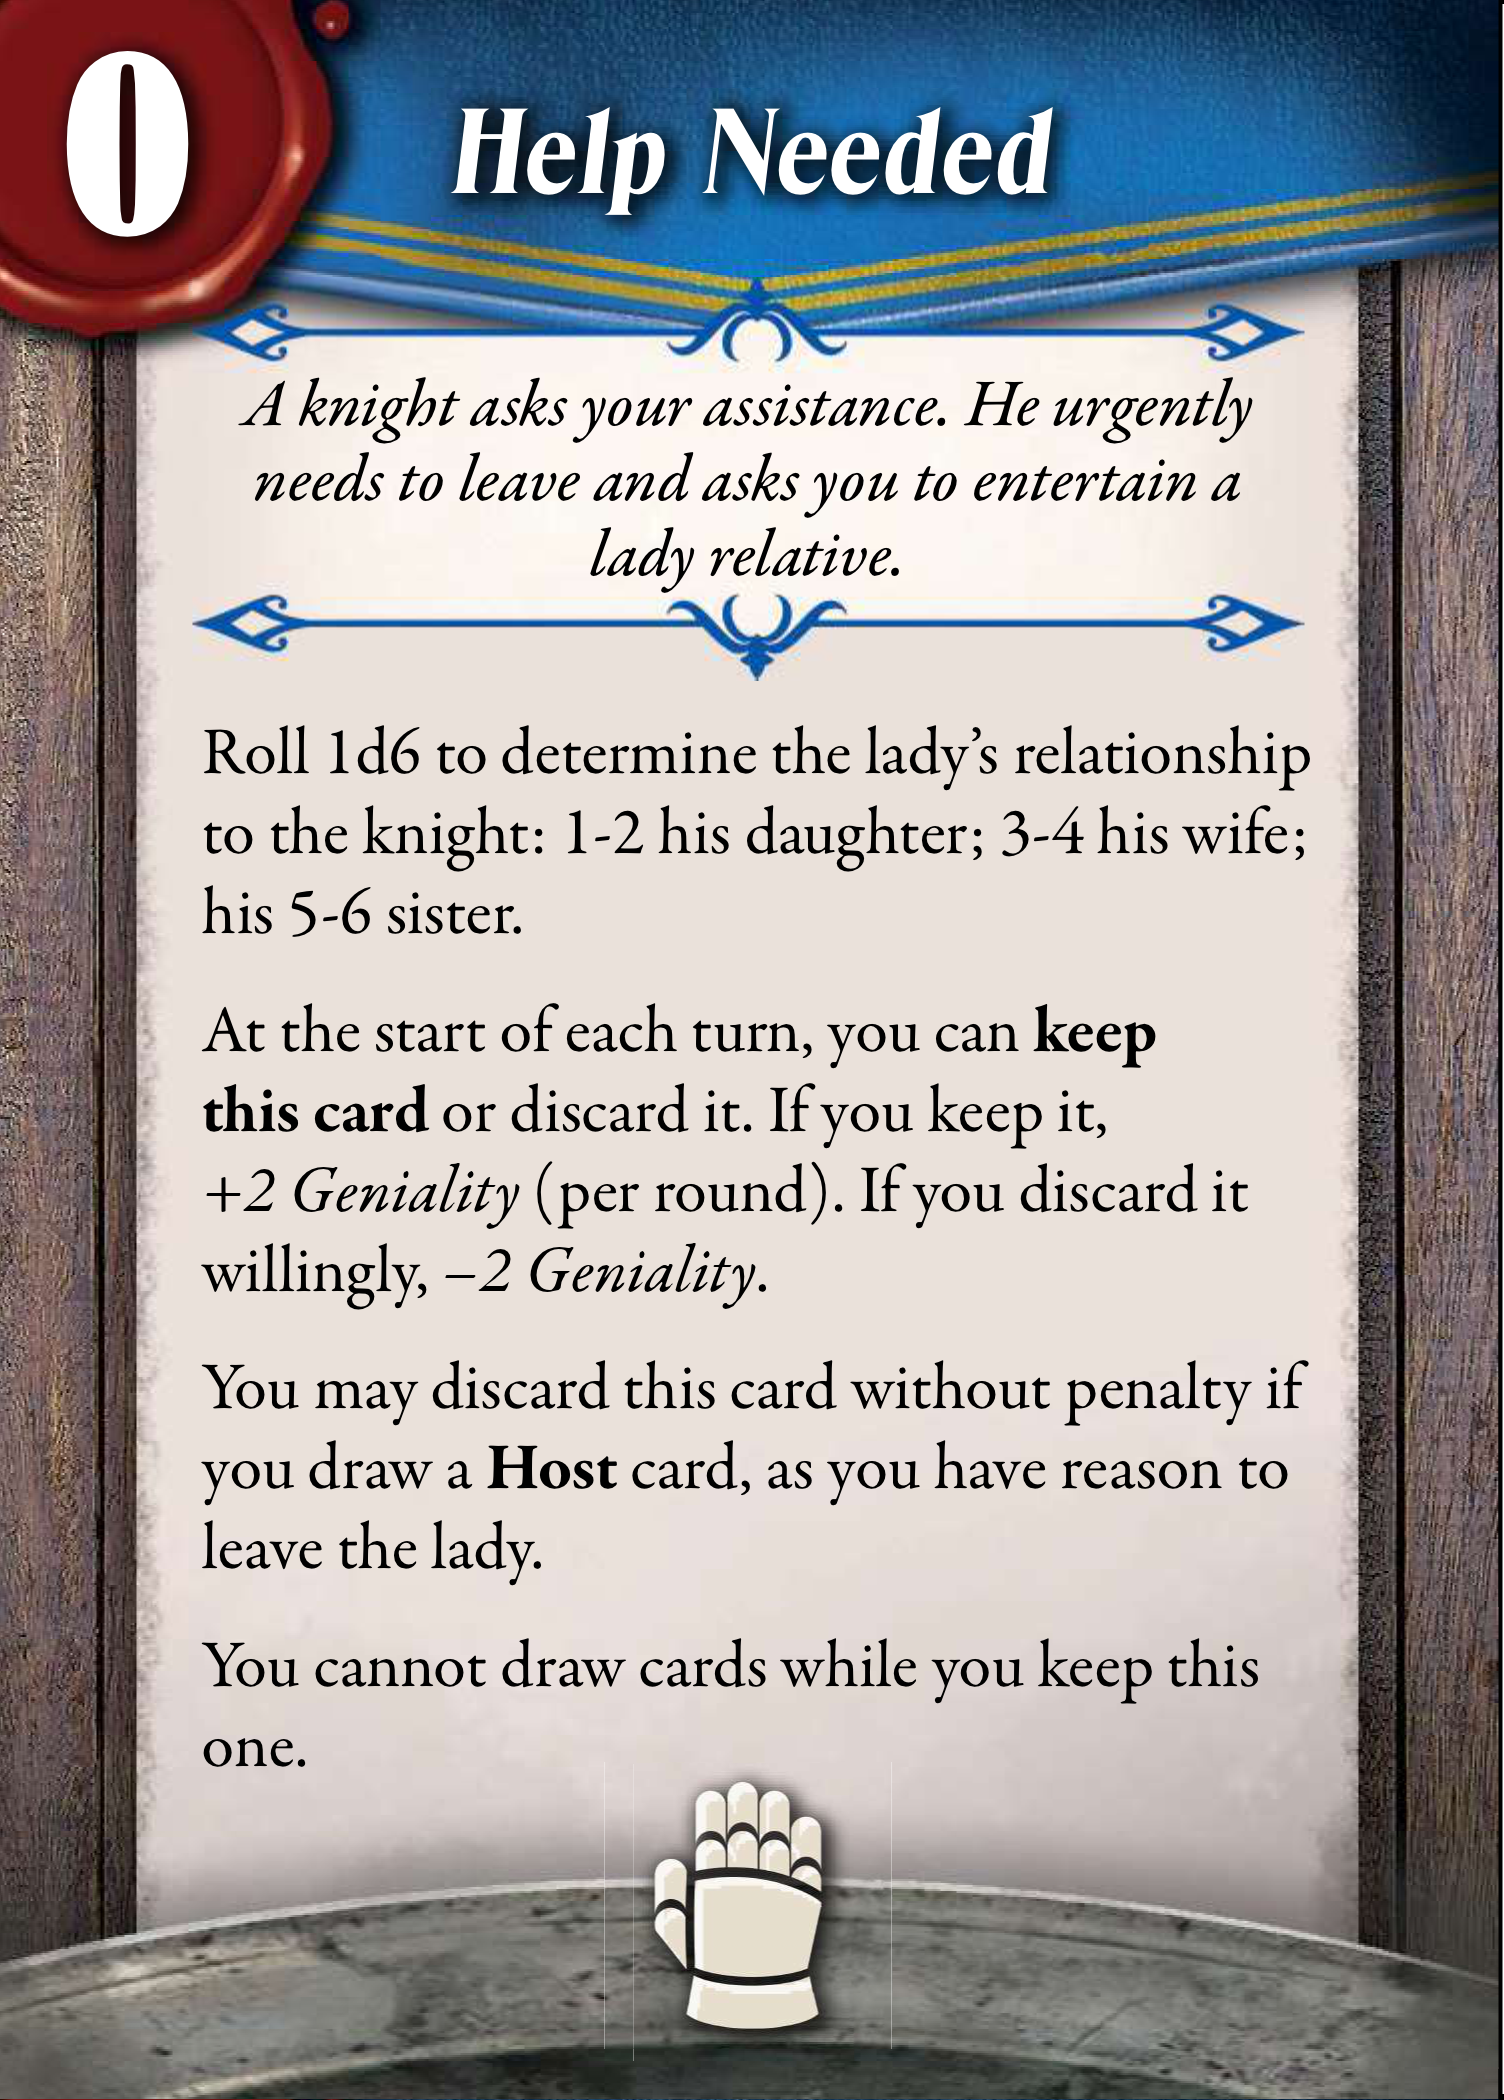 0
Help Needed
A knight asks your assistance. He urgently
needs to leave and asks you to entertain a
lady relative.
Roll 1d6 to determine the lady’s relationship
to the knight: 1-2 his daughter; 3-4 his wife;
his 5-6 sister.
At the start of each turn, you can keep
this card or discard it. If you keep it,
+2 Geniality (per round). If you discard it
willingly, –2 Geniality.
You may discard this card without penalty if
you draw a Host card, as you have reason to
leave the lady.
You cannot draw cards while you keep this
one.